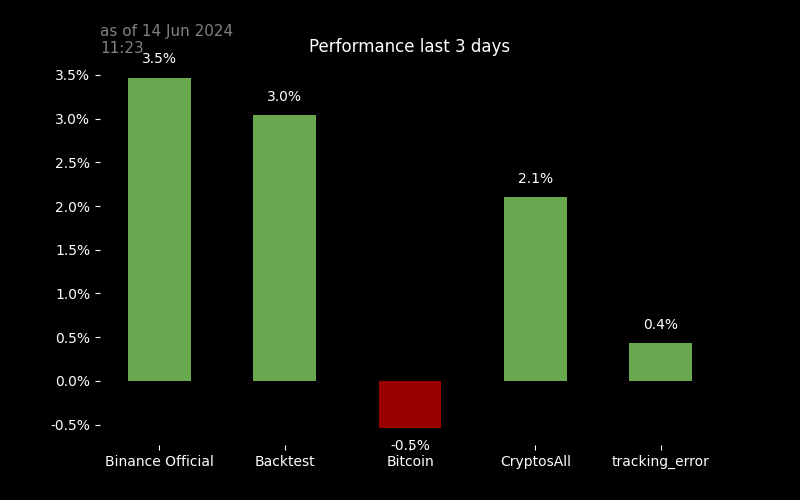 as of 14 Jun 2024
11:23
Performance last 3 days
3.5%
3.0%
-0.5%
2.1%
0.4%
3.5%
3.0%
2.5%
2.0%
1.5%
1.0%
0.5%
0.0%
-0.5%
Binance Official
Backtest
Bitcoin
CryptosAll
tracking_error